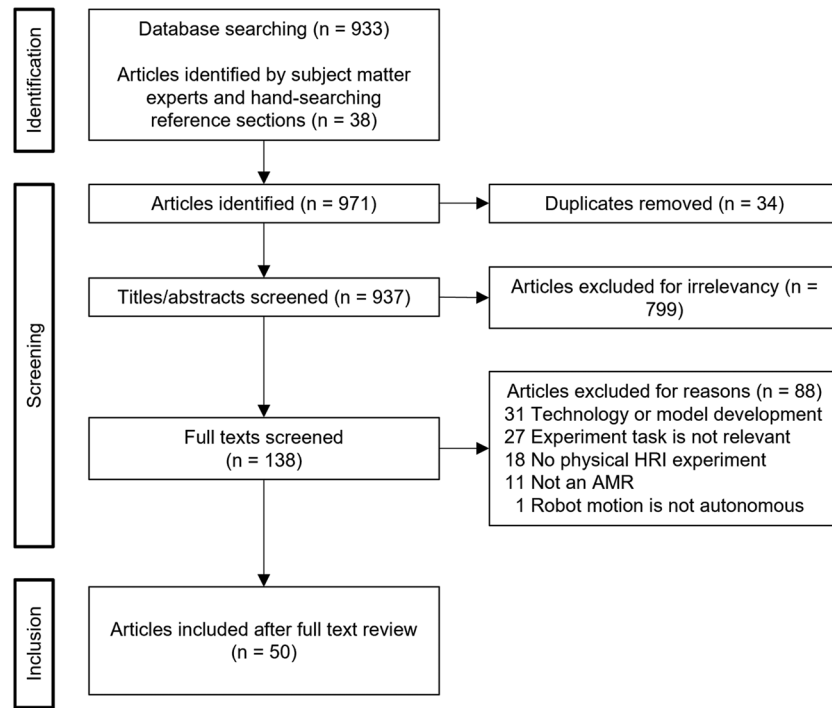 Identification
Database searching (n = 933)
Articles identified by subject matter
experts and hand-searching
reference sections (n = 38)
Screening
Articles identified (n = 971)
Duplicates removed (n = 34)
Titles/abstracts screened (n = 937)
Articles excluded for irrelevancy (n =
799)
Full texts screened
(n = 138)
Articles excluded for reasons (n = 88)
31 Technology or model development
27 Experiment task is not relevant
18 No physical HRI experiment
11 Not an AMR
1 Robot motion is not autonomous
Inclusion
Articles included after full text review
(n = 50)